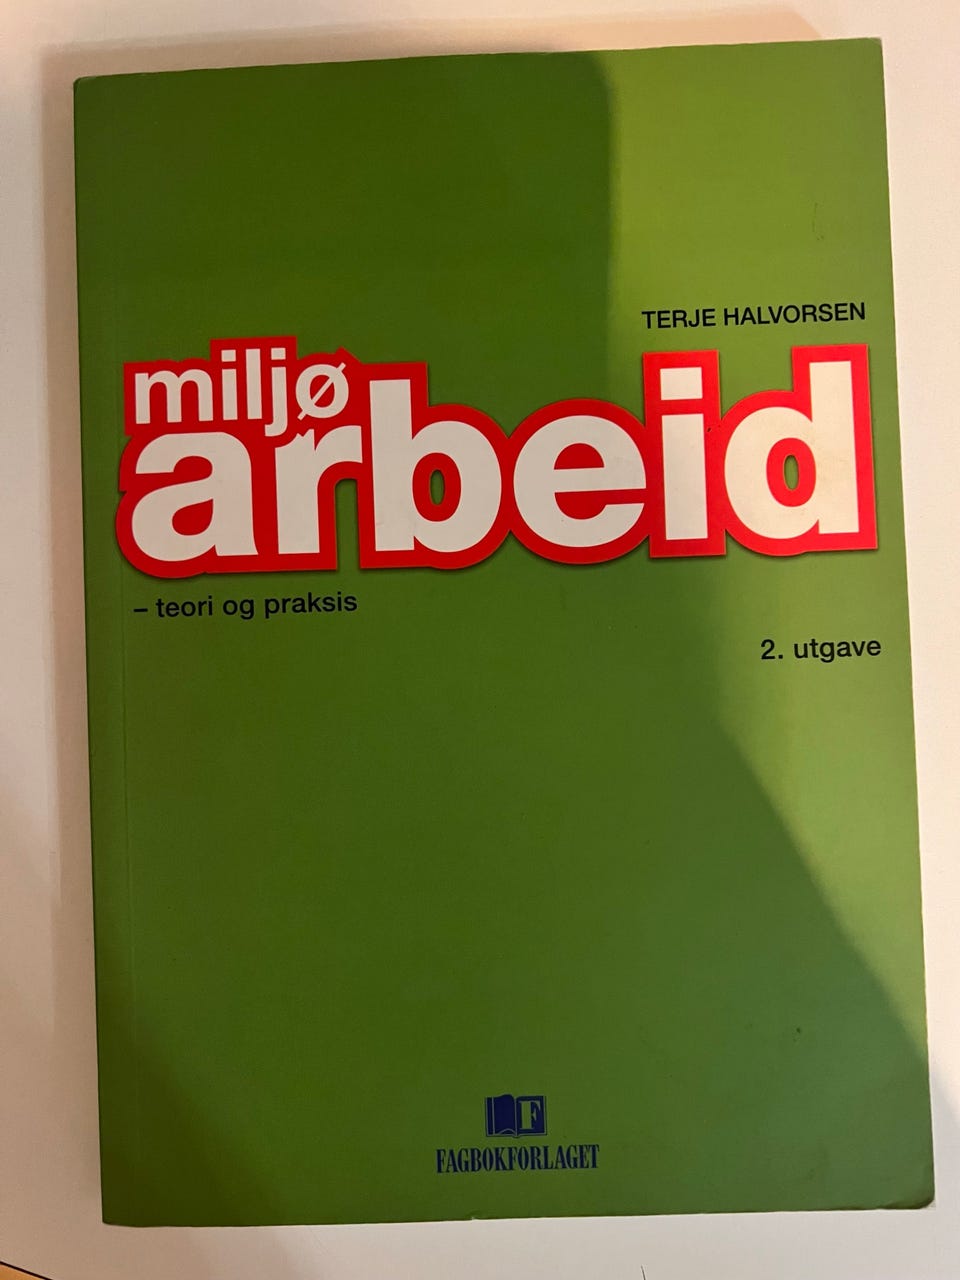 TERJE HALVORSEN
miljø
arbeid
– teori og praksis
2. utgave
F
FAGBOKFORLAGET